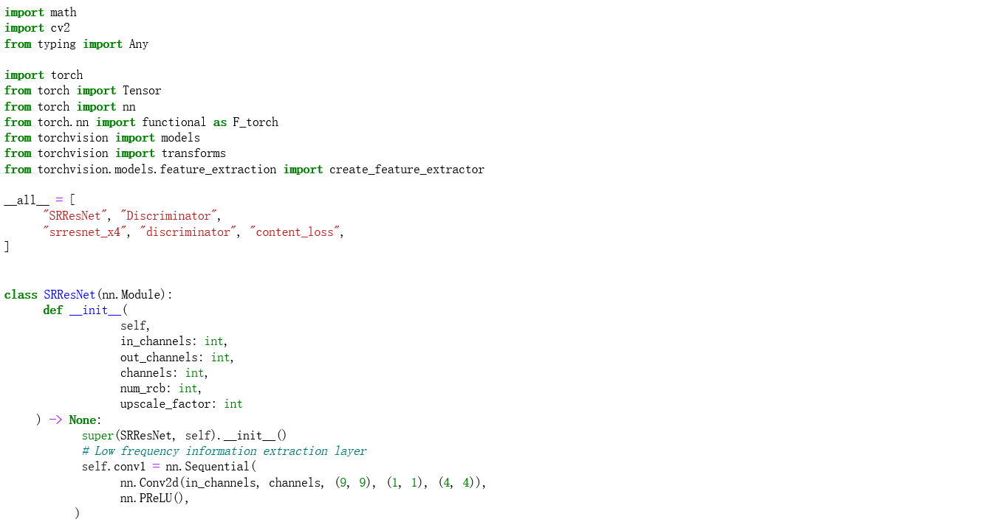 import math
import cv2
from typing import Any

import torch
from torch import Tensor
from torch import nn
from torch.nn import functional as F_torch
from torchvision import models
from torchvision import transforms
from torchvision.models.feature_extraction import create_feature_extractor

__all__ = [
      "SRResNet", "Discriminator",
      "srresnet_x4", "discriminator", "content_loss",
]


class SRResNet(nn.Module):
      def __init__(
                  self,
                  in_channels: int,
                  out_channels: int,
                  channels: int,
                  num_rcb: int,
                  upscale_factor: int
     ) -> None:
            super(SRResNet, self).__init__()
            # Low frequency information extraction layer
            self.conv1 = nn.Sequential(
                  nn.Conv2d(in_channels, channels, (9, 9), (1, 1), (4, 4)),
                  nn.PReLU(),
           )